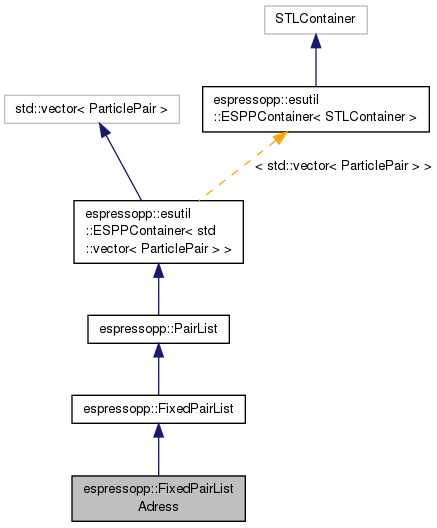 STLContainer
espressopp::esutil
::ESPPContainer< STLContainer >
std::vector< ParticlePair >
< std::vector< ParticlePair > >
espressopp::esutil
::ESPPContainer< std
::vector< ParticlePair > >
espressopp::PairList
espressopp::FixedPairList
espressopp::FixedPairList
Adress